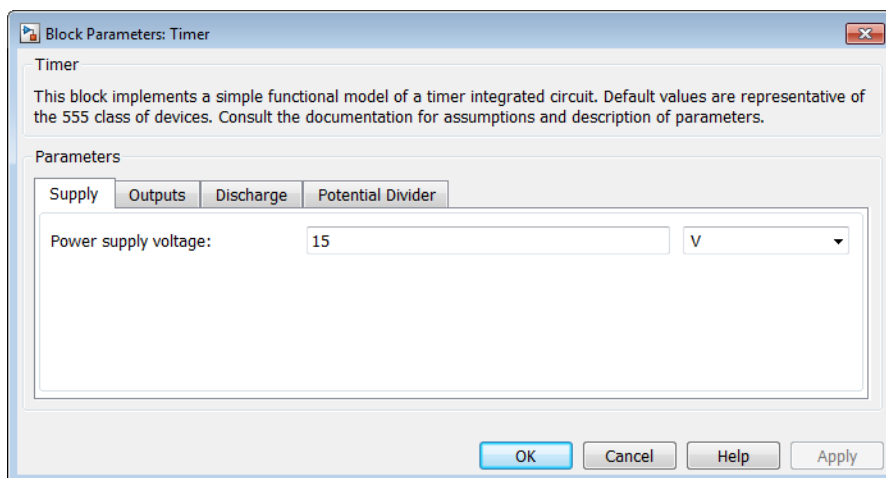 Block Parameters: Timer
Timer
This block implements a simple functional model of a timer integrated circuit. Default values are representative of
the 555 class of devices. Consult the documentation for assumptions and description of parameters.
Parameters
Supply Outputs Discharge Potential Divider
Power supply voltage: 15 V
OK Cancel Help Apply